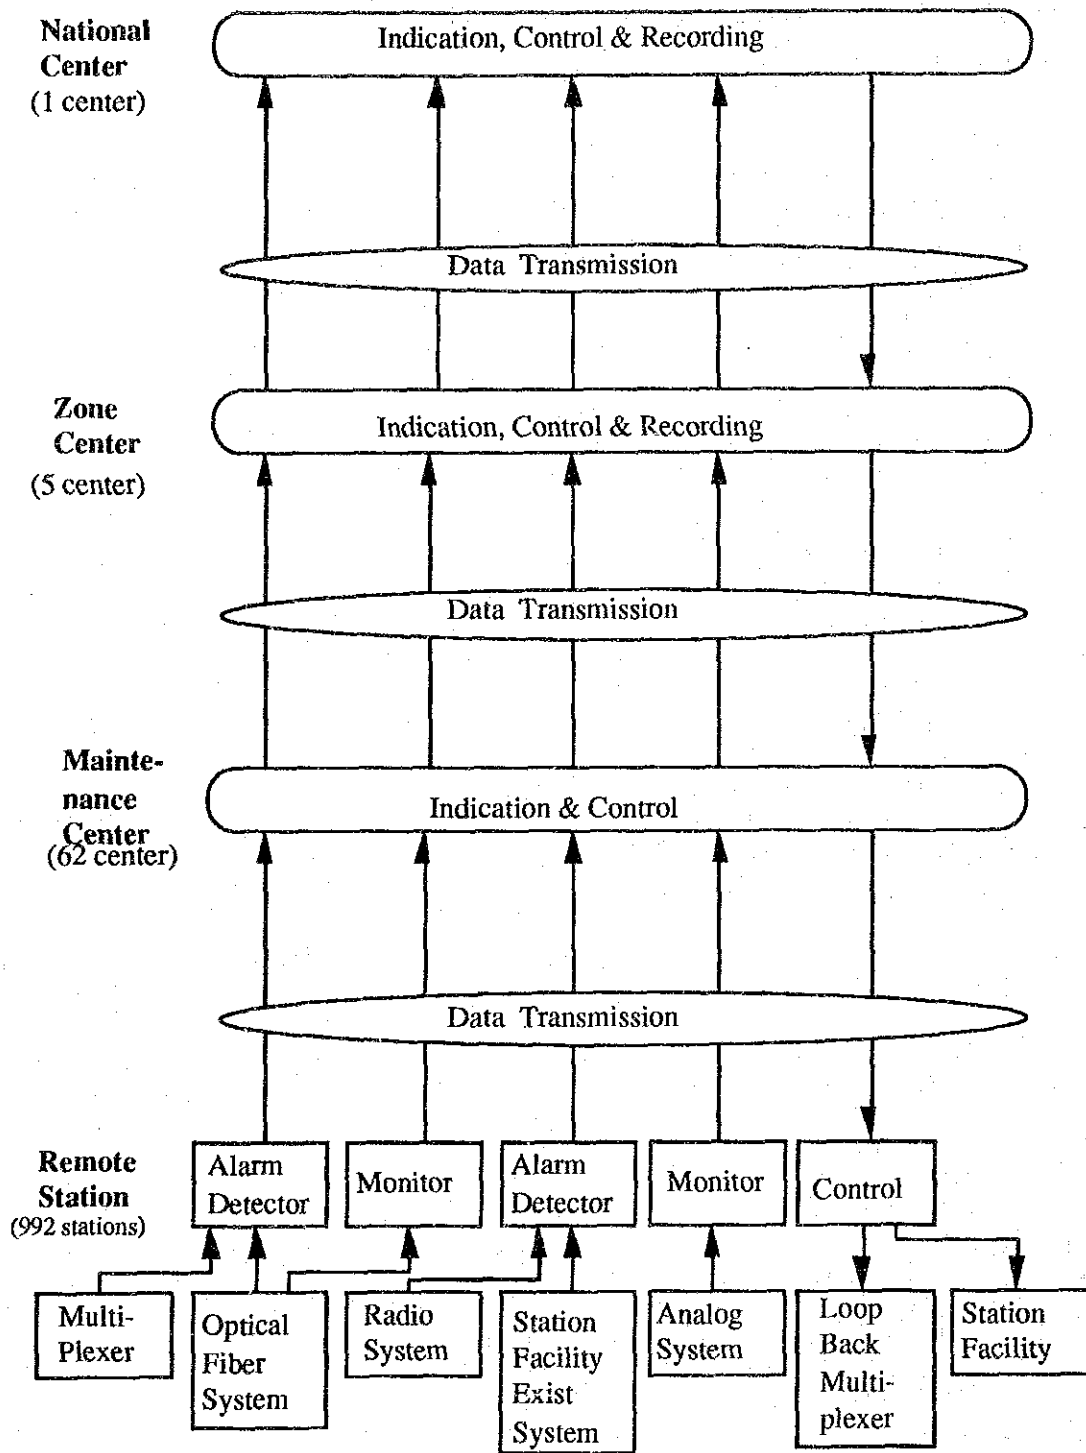 National
Center
(1 center)
Indication, Control & Recording
Data Transmission
Zone
Center
(5 center)
Indication, Control & Recording
Data Transmission
Mainte-
nance
Center
(62 center)
Indication & Control
Data Transmission
Remote
Station
(992 stations)
Alarm
Detector
Monitor
Alarm
Detector
Monitor
Control
Multi-
Plexer
Optical
Fiber
System
Radio
System
Station
Facility
Exist
System
Analog
System
Loop
Back
Multi-
plexer
Station
Facility